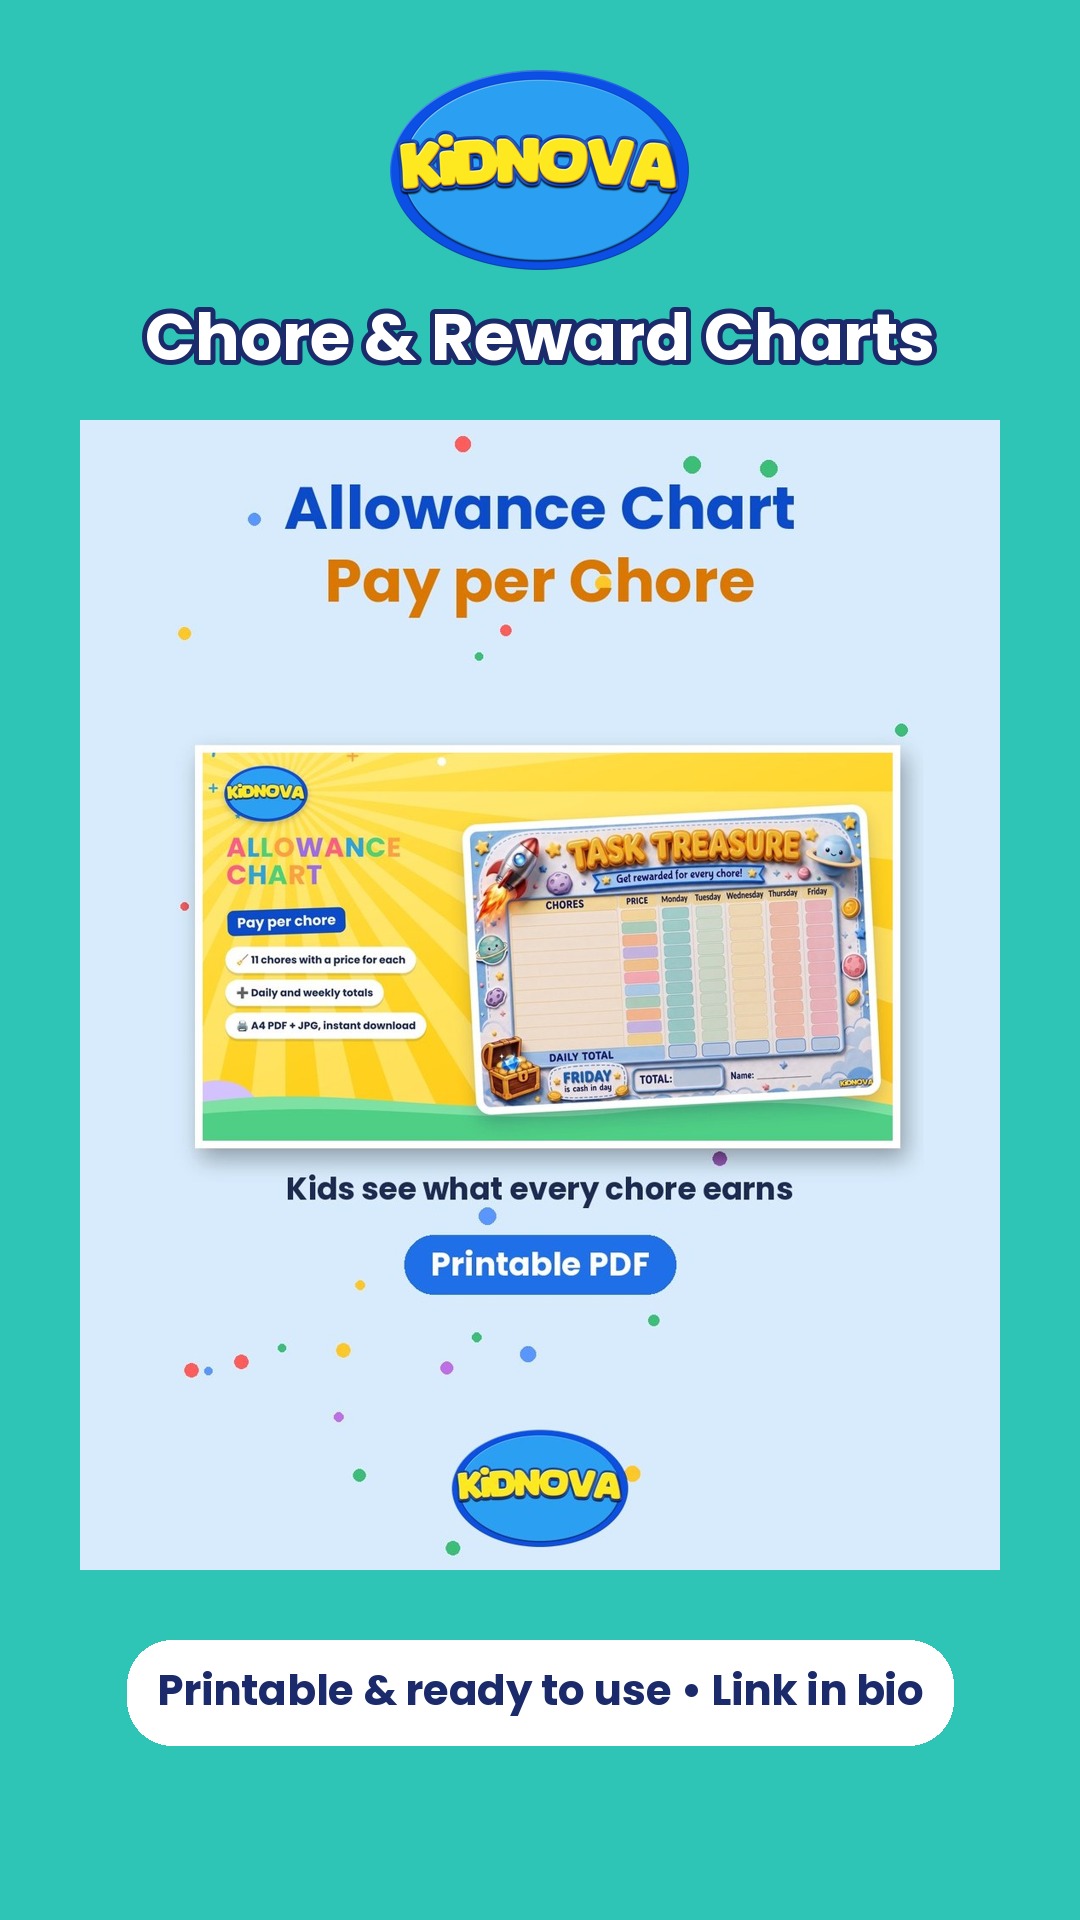 KiDNOVA
Chore & Reward Charts
Allowance Chart
Pay per Chore
KiDNOVA
ALLOWANCE
CHART
Pay per chore
11 chores with a price for each
Daily and weekly totals
A4 PDF + JPG, instant download
TASK TREASURE
Get rewarded for every chore!
CHORES PRICE Monday Tuesday Wednesday Thursday Friday
DAILY TOTAL
FRIDAY
is cash in day
TOTAL:
Name:
KiDNOVA
Kids see what every chore earns
Printable PDF
KiDNOVA
Printable & ready to use • Link in bio